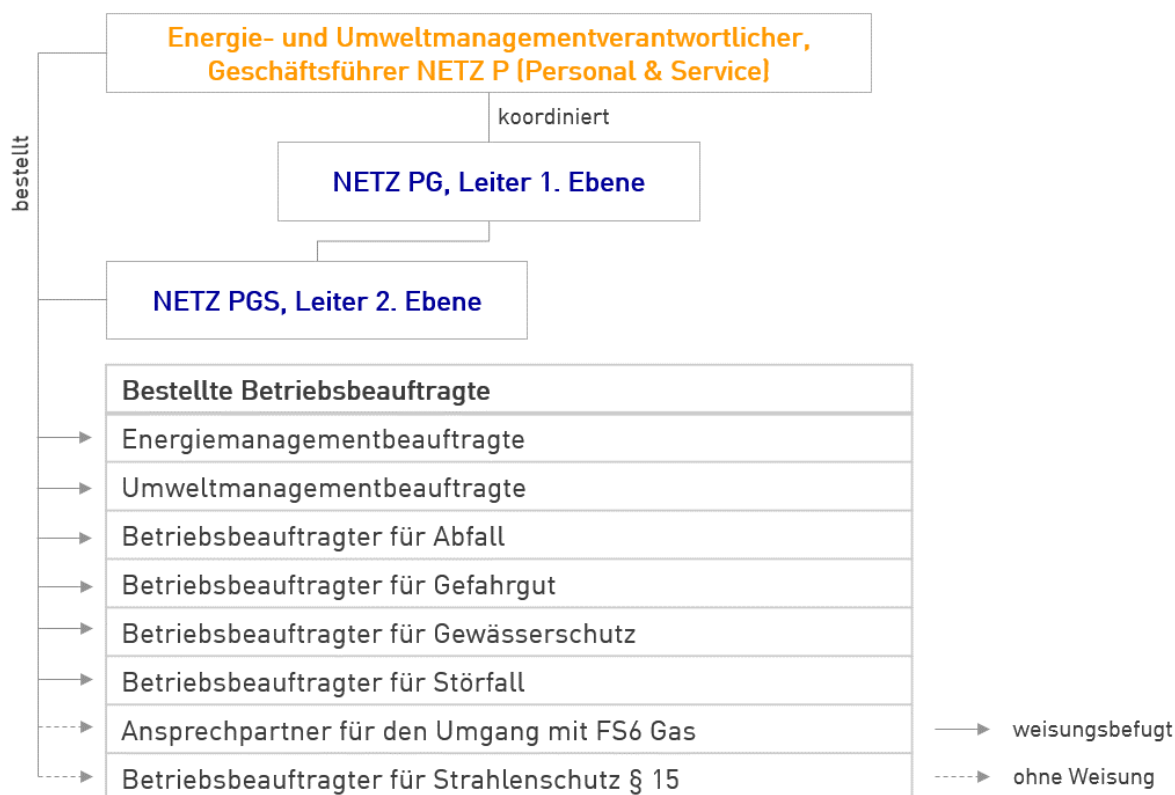 Energie- und Umweltmanagementverantwortlicher,
Geschäftsführer NETZ P (Personal & Service)
koordiniert
bestellt
NETZ PG, Leiter 1. Ebene
NETZ PGS, Leiter 2. Ebene
Bestellte Betriebsbeauftragte
Energiemanagementbeauftragte
Umweltmanagementbeauftragte
Betriebsbeauftragter für Abfall
Betriebsbeauftragter für Gefahrgut
Betriebsbeauftragter für Gewässerschutz
Betriebsbeauftragter für Störfall
Ansprechpartner für den Umgang mit FS6 Gas
Betriebsbeauftragter für Strahlenschutz § 15
weisungsbefugt
ohne Weisung